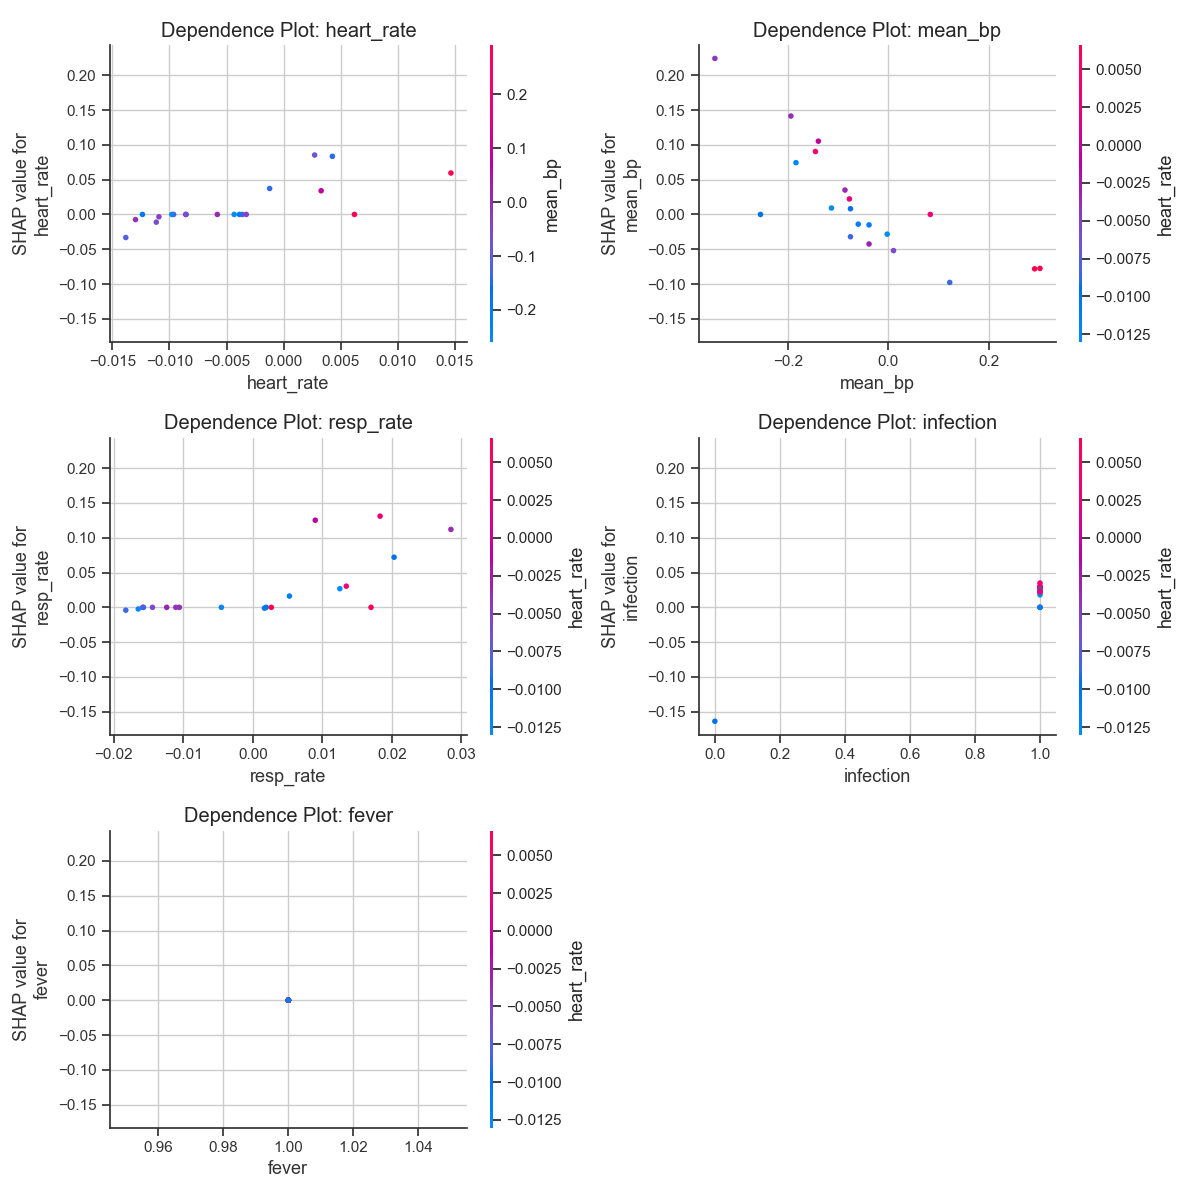 Dependence Plot: heart_rate
0.20
0.15
0.10
0.05
0.00
−0.05
−0.10
−0.15
SHAP value for
heart_rate
−0.015 −0.010 −0.005 0.000 0.005 0.010 0.015
heart_rate
0.2
0.1
0.0
−0.1
−0.2
mean_bp
Dependence Plot: mean_bp
0.20
0.15
0.10
0.05
0.00
−0.05
−0.10
−0.15
SHAP value for
mean_bp
−0.2 0.0 0.2
mean_bp
0.0050
0.0025
0.0000
−0.0025
−0.0050
−0.0075
−0.0100
−0.0125
heart_rate
Dependence Plot: resp_rate
0.20
0.15
0.10
0.05
0.00
−0.05
−0.10
−0.15
SHAP value for
resp_rate
−0.02 −0.01 0.00 0.01 0.02 0.03
resp_rate
0.0050
0.0025
0.0000
−0.0025
−0.0050
−0.0075
−0.0100
−0.0125
heart_rate
Dependence Plot: infection
0.20
0.15
0.10
0.05
0.00
−0.05
−0.10
−0.15
SHAP value for
infection
0.0 0.2 0.4 0.6 0.8 1.0
infection
0.0050
0.0025
0.0000
−0.0025
−0.0050
−0.0075
−0.0100
−0.0125
heart_rate
Dependence Plot: fever
0.20
0.15
0.10
0.05
0.00
−0.05
−0.10
−0.15
SHAP value for
fever
0.96 0.98 1.00 1.02 1.04
fever
0.0050
0.0025
0.0000
−0.0025
−0.0050
−0.0075
−0.0100
−0.0125
heart_rate